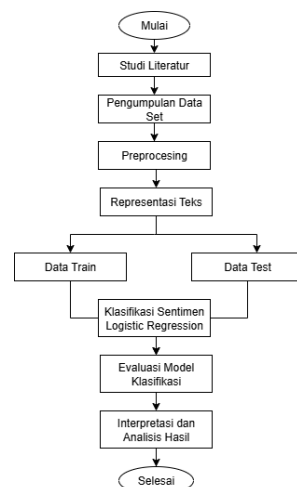 Mulai
Studi Literatur
Pengumpulan Data
Set
Preprocesing
Representasi Teks
Data Train
Data Test
Klasifikasi Sentimen
Logistic Regression
Evaluasi Model
Klasifikasi
Interpretasi dan
Analisis Hasil
Selesai